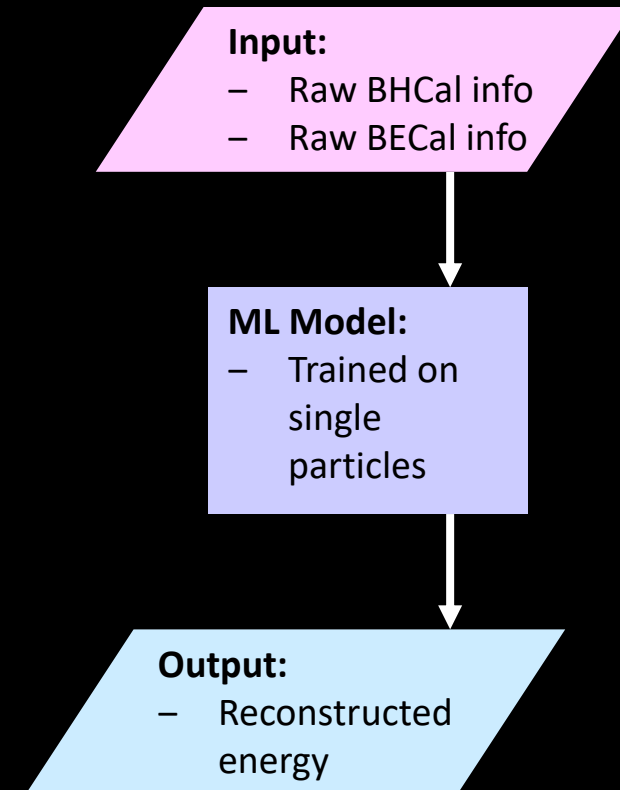 Input:
– Raw BHCal info
– Raw BECal info
ML Model:
– Trained on
single
particles
Output:
– Reconstructed
energy